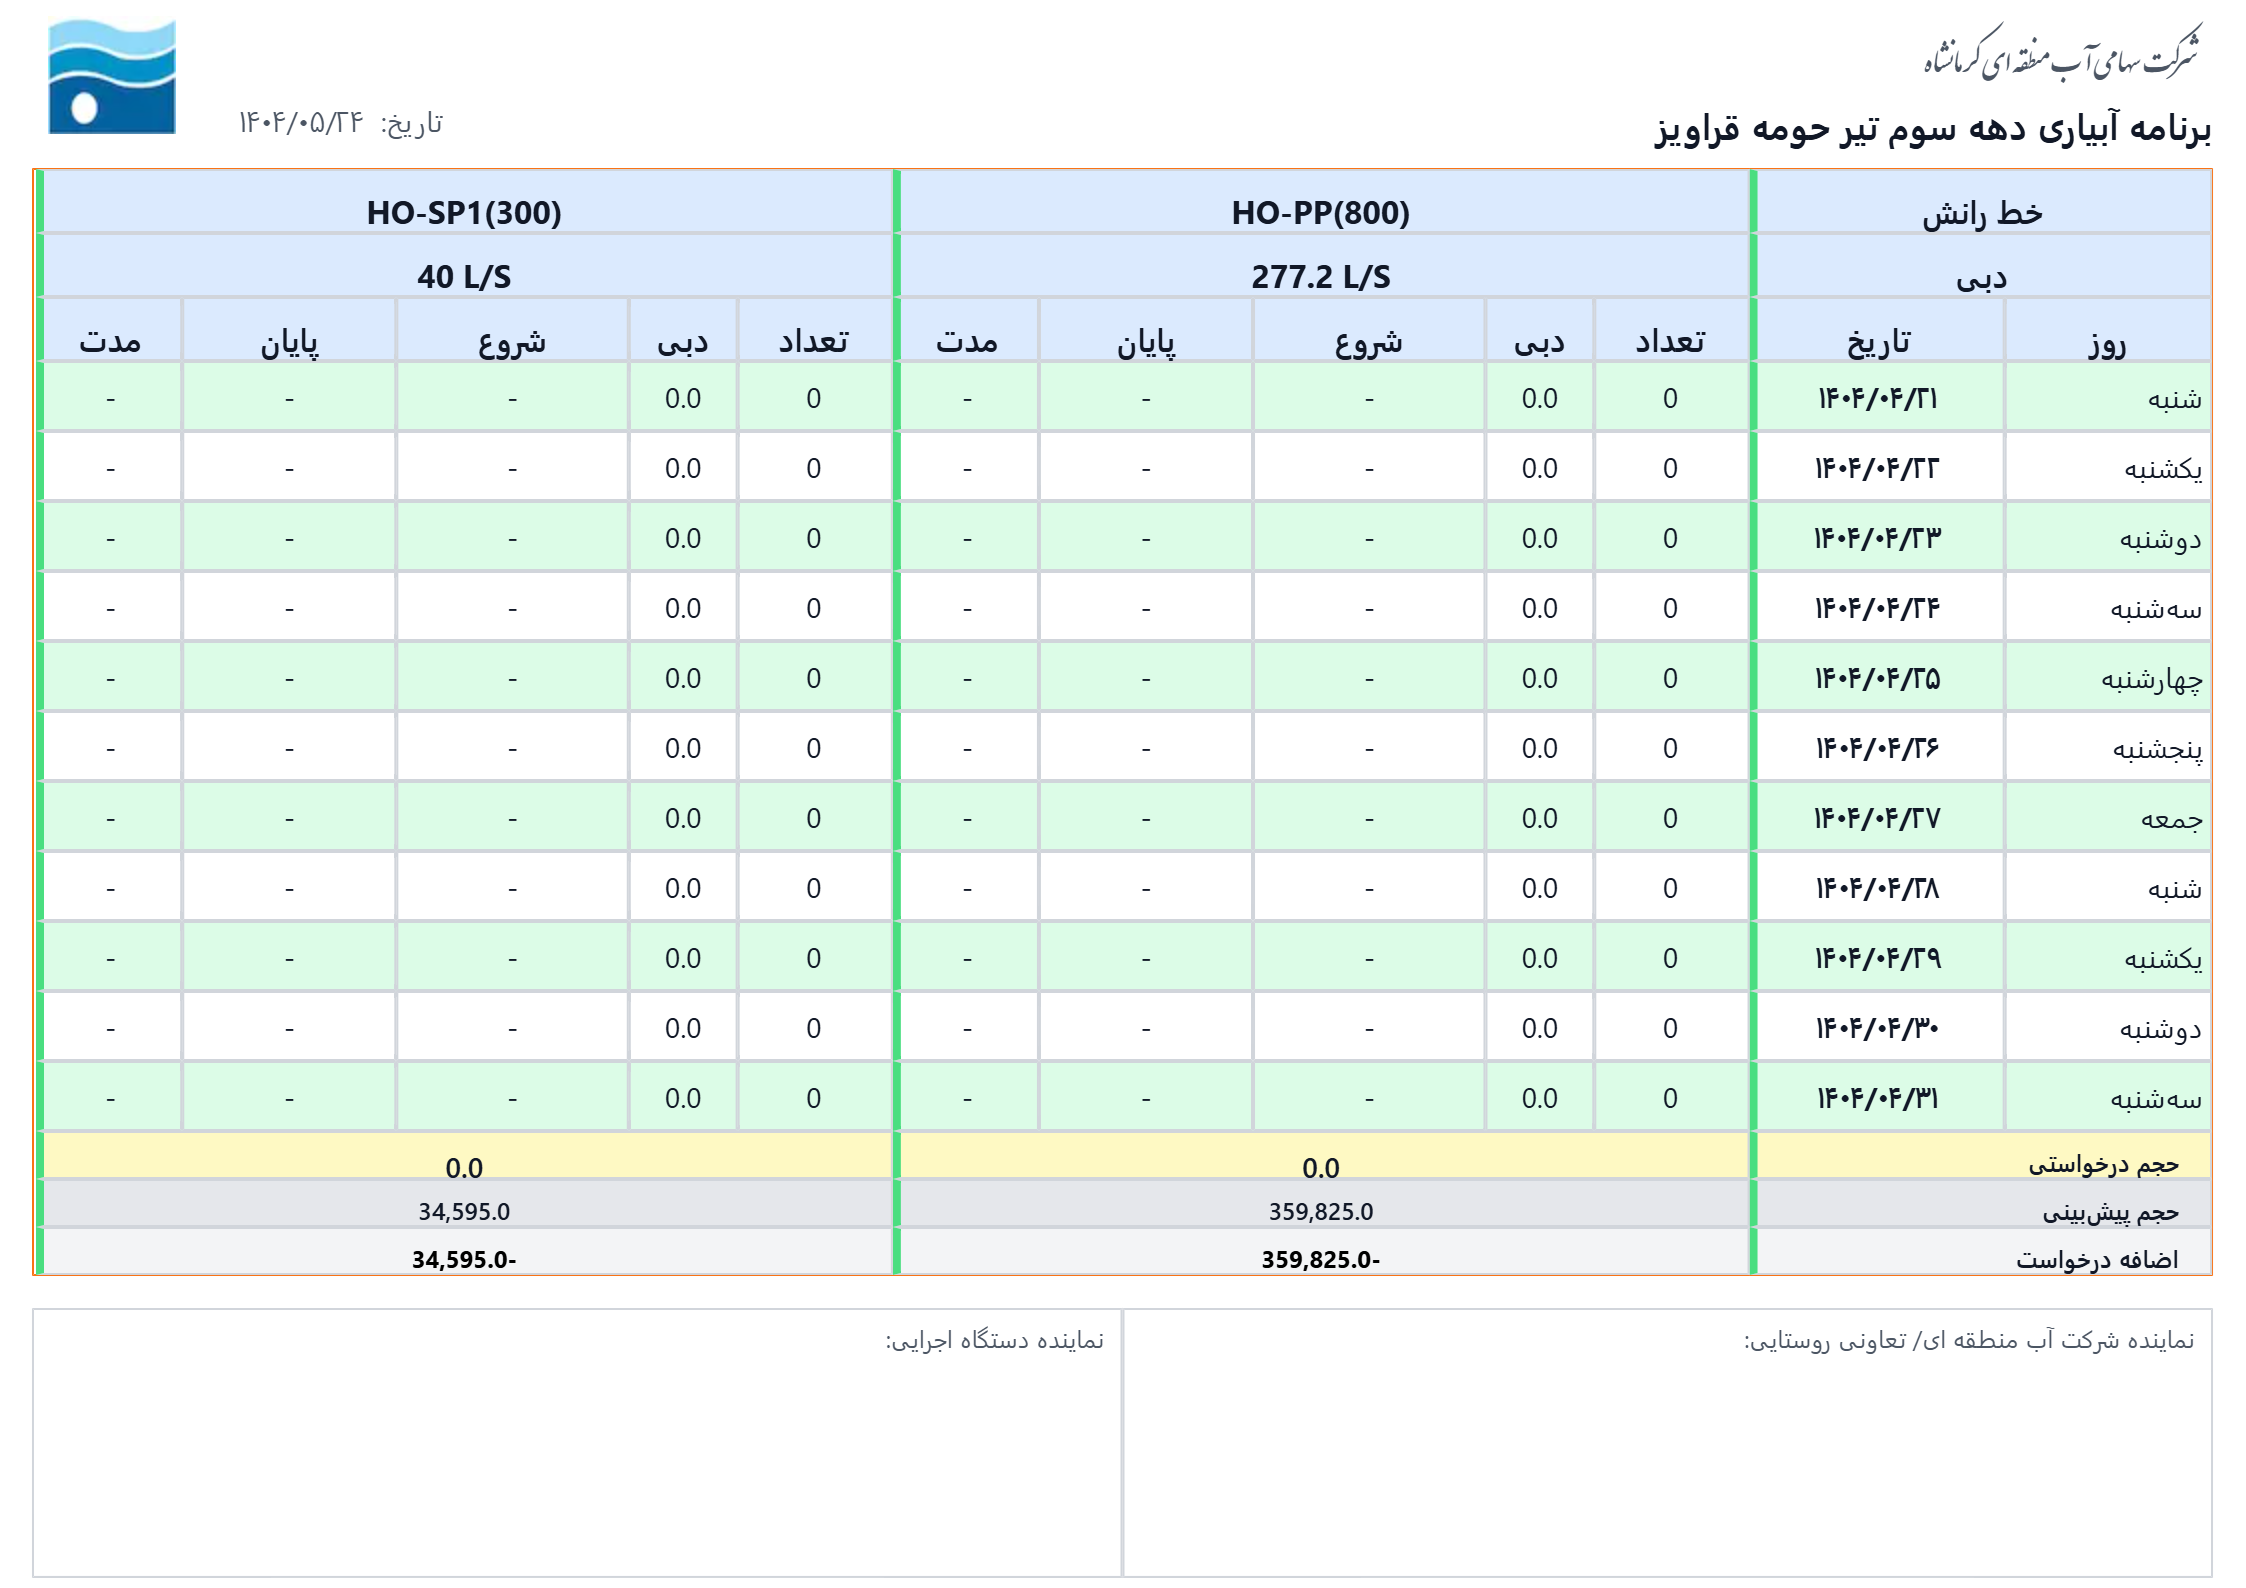 شرکت سهامی آب منطقه ای کرمانشاه
برنامه آبیاری دهه سوم تیر حومه قراویز
تاریخ: ۱۴۰۴/۰۵/۲۴
خط رانش HO-PP(800) HO-SP1(300)
دبی 277.2 L/S 40 L/S
روز تاریخ تعداد دبی شروع پایان مدت تعداد دبی شروع پایان مدت
شنبه ۱۴۰۴/۰۴/۲۱ 0 0.0 - - - 0 0.0 - - -
یکشنبه ۱۴۰۴/۰۴/۲۲ 0 0.0 - - - 0 0.0 - - -
دوشنبه ۱۴۰۴/۰۴/۲۳ 0 0.0 - - - 0 0.0 - - -
سه‌شنبه ۱۴۰۴/۰۴/۲۴ 0 0.0 - - - 0 0.0 - - -
چهارشنبه ۱۴۰۴/۰۴/۲۵ 0 0.0 - - - 0 0.0 - - -
پنجشنبه ۱۴۰۴/۰۴/۲۶ 0 0.0 - - - 0 0.0 - - -
جمعه ۱۴۰۴/۰۴/۲۷ 0 0.0 - - - 0 0.0 - - -
شنبه ۱۴۰۴/۰۴/۲۸ 0 0.0 - - - 0 0.0 - - -
یکشنبه ۱۴۰۴/۰۴/۲۹ 0 0.0 - - - 0 0.0 - - -
دوشنبه ۱۴۰۴/۰۴/۳۰ 0 0.0 - - - 0 0.0 - - -
سه‌شنبه ۱۴۰۴/۰۴/۳۱ 0 0.0 - - - 0 0.0 - - -
حجم درخواستی 0.0 0.0
حجم پیش‌بینی 359,825.0 34,595.0
اضافه درخواست 359,825.0- 34,595.0-
نماینده شرکت آب منطقه ای/ تعاونی روستایی:
نماینده دستگاه اجرایی: